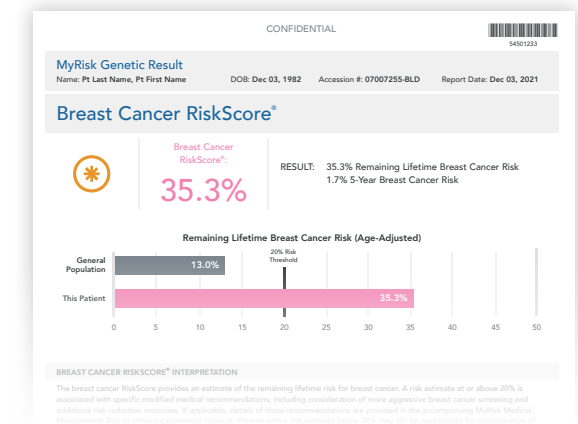 CONFIDENTIAL
54501233
MyRisk Genetic Result
Name: Pt Last Name, Pt First Name DOB: Dec 03, 1982 Accession #: 07007255-BLD Report Date: Dec 03, 2021
Breast Cancer RiskScore®
Breast Cancer
RiskScore®:
35.3%
RESULT: 35.3% Remaining Lifetime Breast Cancer Risk
1.7% 5-Year Breast Cancer Risk
Remaining Lifetime Breast Cancer Risk (Age-Adjusted)
20% Risk
Threshold
General
Population
13.0%
This Patient
35.3%
0 5 10 15 20 25 30 35 40 45 50
BREAST CANCER RISKSCORE® INTERPRETATION
The breast cancer RiskScore provides an estimate of the remaining lifetime risk for breast cancer. A risk estimate at or above 20% is
associated with specific modified medical recommendations, including consideration of more aggressive breast cancer screening and
additional risk reduction measures. If applicable, details of these recommendations are provided in the accompanying MyRisk Medical